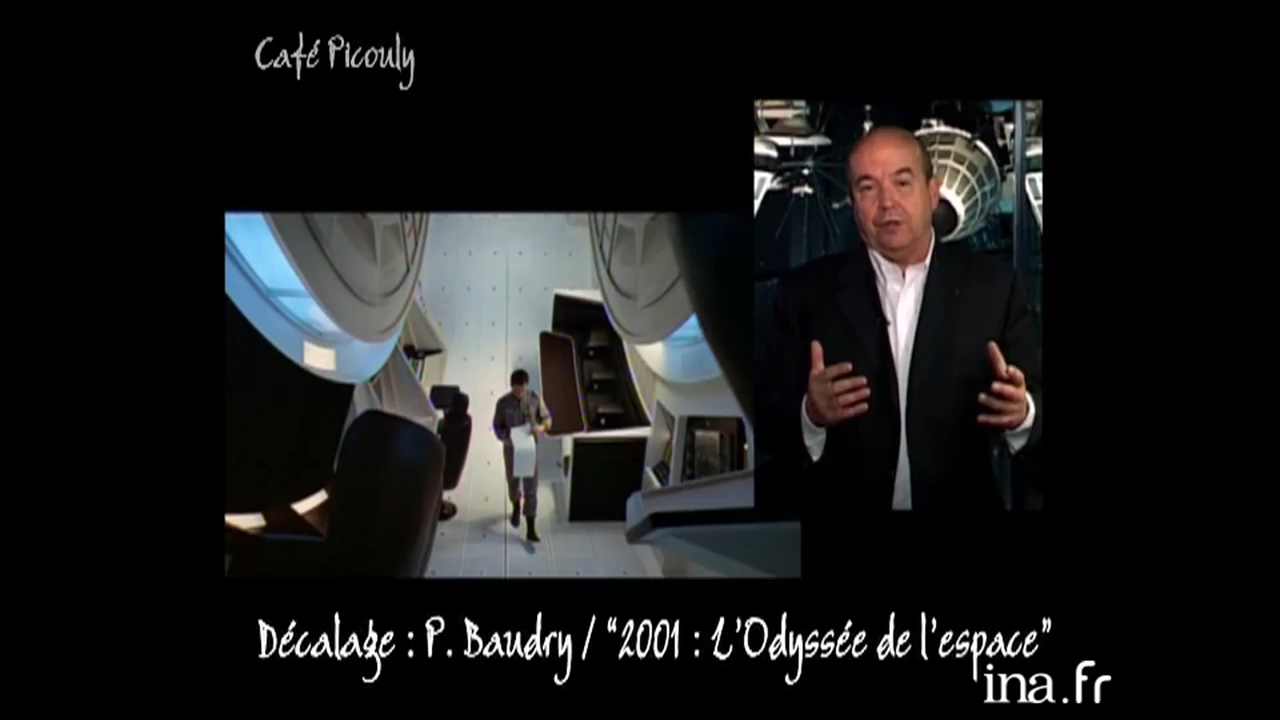 Café Picouly
Décalage : P. Baudry / “2001 : L'Odyssée de l'espace”
ina.fr